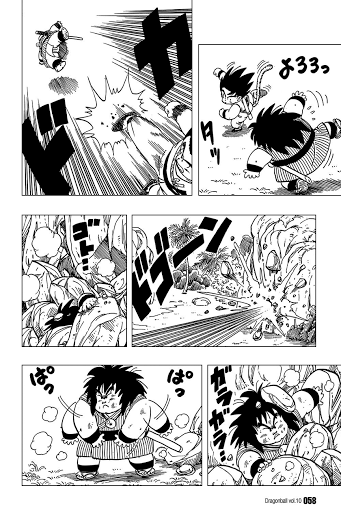 よろろっ
タッ
ドカ
ドゴーン
ゴト…
ガラガラ…
ぱっ
ぱっ
Dragonball vol.10 058